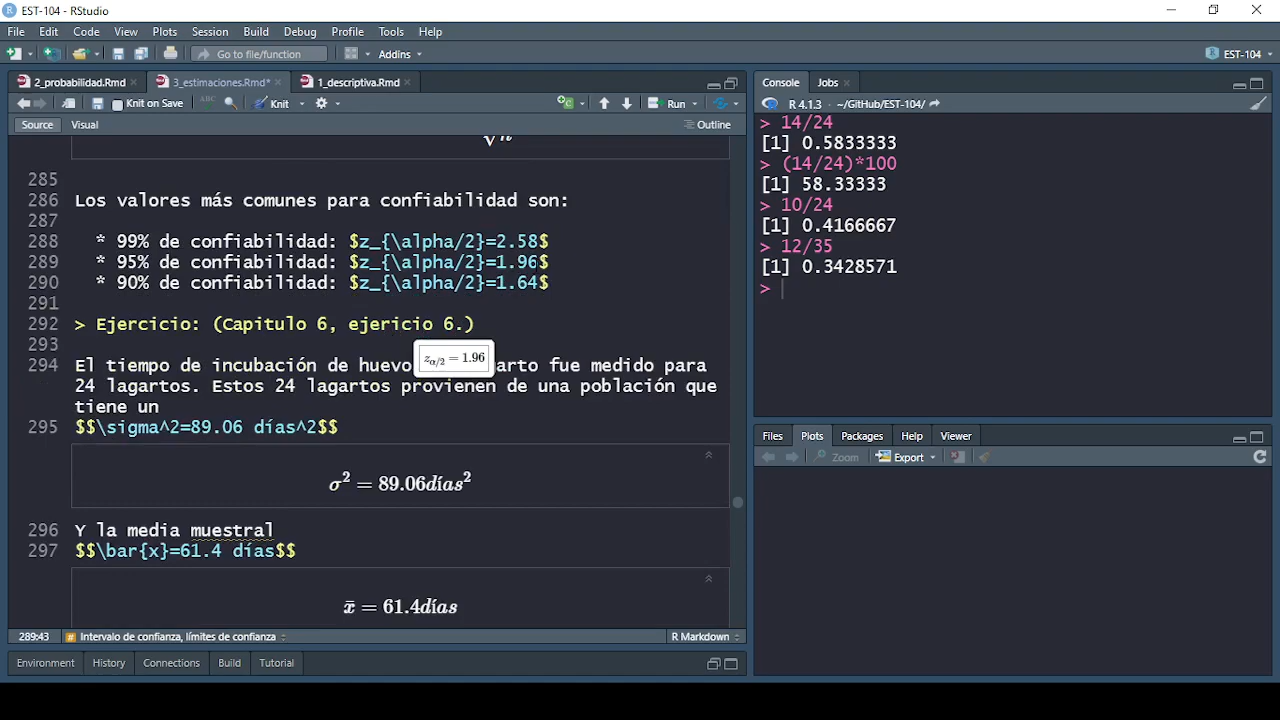 EST-104 - RStudio
File Edit Code View Plots Session Build Debug Profile Tools Help
Go to file/function Addins EST-104
2_probabilidad.Rmd 3_estimaciones.Rmd* 1_descriptiva.Rmd
Knit on Save ABC Knit Run
Source Visual Outline
√n
285
286 Los valores más comunes para confiabilidad son:
287
288 * 99% de confiabilidad: $z_{\alpha/2}=2.58$
289 * 95% de confiabilidad: $z_{\alpha/2}=1.96$
290 * 90% de confiabilidad: $z_{\alpha/2}=1.64$
291
292 > Ejercicio: (Capitulo 6, ejericio 6.)
293
z_{α/2} = 1.96
294 El tiempo de incubación de huevo arto fue medido para
24 lagartos. Estos 24 lagartos provienen de una población que
tiene un
295 $$\sigma^2=89.06 días^2$$
σ² = 89.06días²
296 Y la media muestral
297 $$\bar{x}=61.4 días$$
x̄ = 61.4días
289:43 Intervalo de confianza, límites de confianza R Markdown
Environment History Connections Build Tutorial
Console Jobs
R 4.1.3 · ~/GitHub/EST-104/
> 14/24
[1] 0.5833333
> (14/24)*100
[1] 58.33333
> 10/24
[1] 0.4166667
> 12/35
[1] 0.3428571
>
Files Plots Packages Help Viewer
Zoom Export